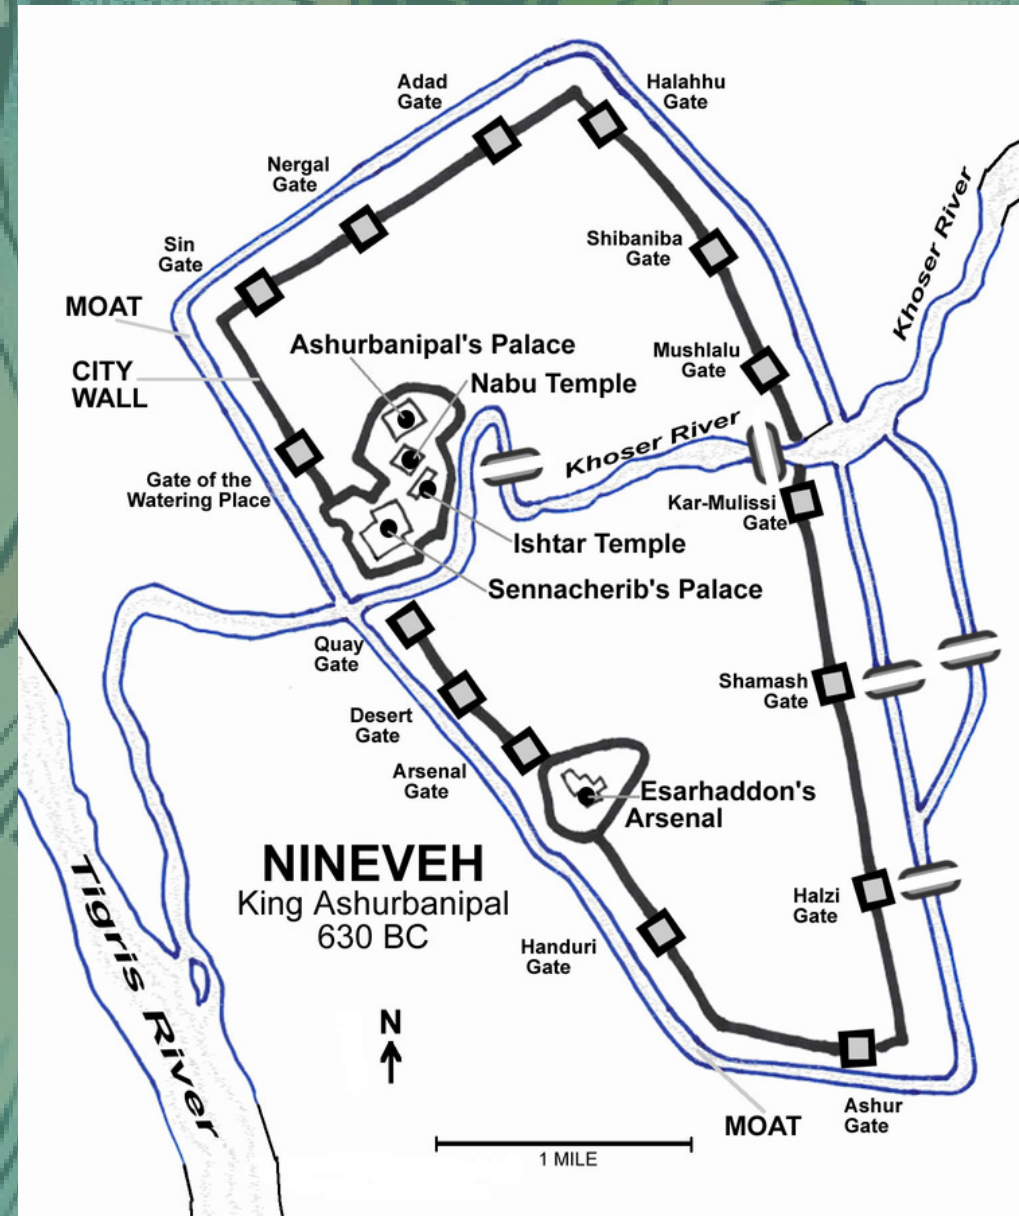 Adad
Gate
Halahhu
Gate
Nergal
Gate
Khoser River
Shibaniba
Gate
Sin
Gate
MOAT
Ashurbanipal's Palace
Mushlalu
Gate
CITY
WALL
Nabu Temple
Khoser River
Gate of the
Watering Place
Kar-Mulissi
Gate
Ishtar Temple
Sennacherib's Palace
Quay
Gate
Shamash
Gate
Desert
Gate
Arsenal
Gate
Esarhaddon's
Arsenal
NINEVEH
King Ashurbanipal
630 BC
Halzi
Gate
Tigris River
Handuri
Gate
N
MOAT
Ashur
Gate
1 MILE